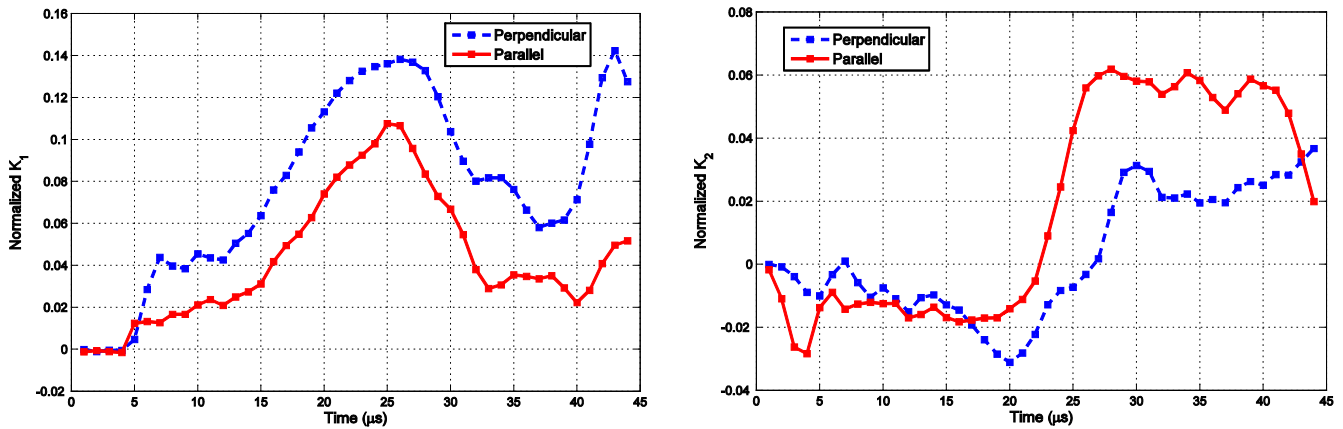 0.16
0.14
0.12
0.1
0.08
0.06
0.04
0.02
0
-0.02
Normalized K1
Perpendicular
Parallel
0 5 10 15 20 25 30 35 40 45
Time (μs)
0.08
0.06
0.04
0.02
0
-0.02
-0.04
Normalized K2
Perpendicular
Parallel
0 5 10 15 20 25 30 35 40 45
Time (μs)